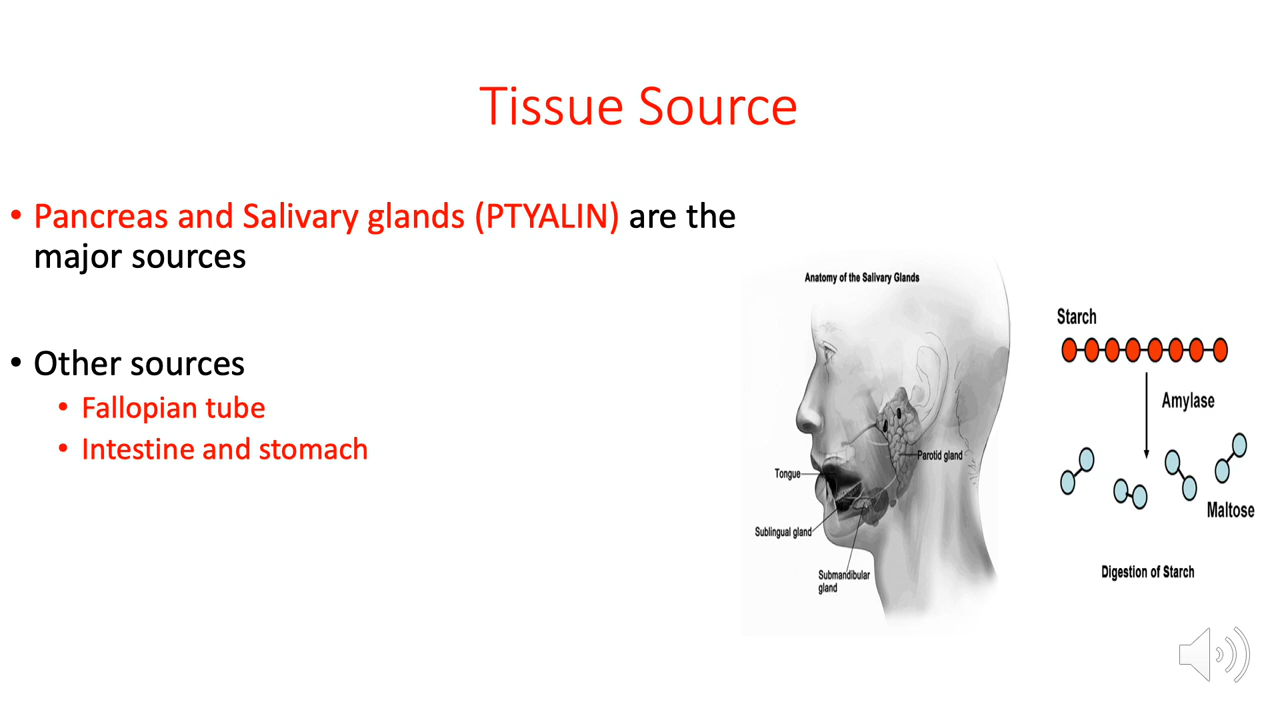 Tissue Source
• Pancreas and Salivary glands (PTYALIN) are the
major sources
• Other sources
• Fallopian tube
• Intestine and stomach
Anatomy of the Salivary Glands
Parotid gland
Tongue
Sublingual gland
Submandibular
gland
Starch
Amylase
Maltose
Digestion of Starch